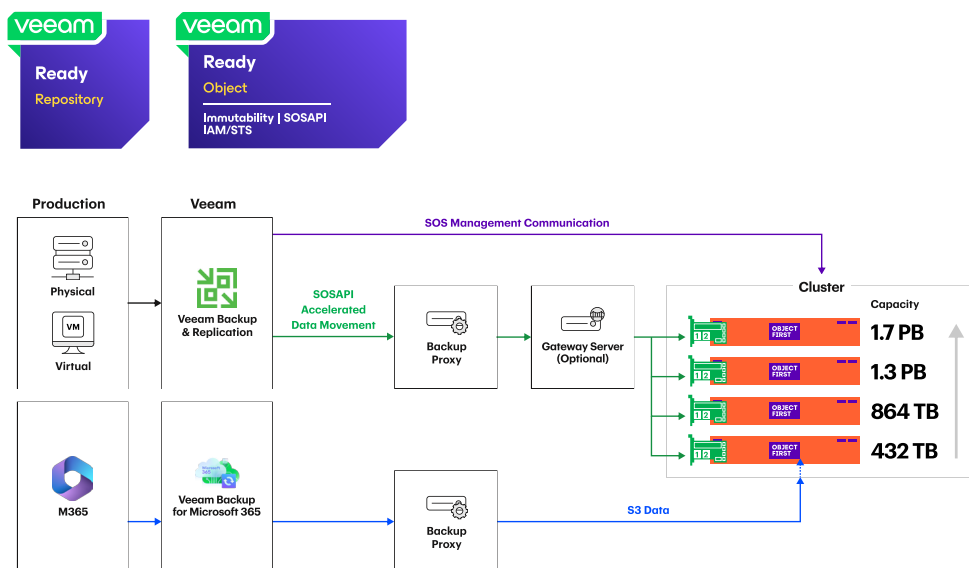 veeam
Ready
Repository
veeam
Ready
Object
Immutability | SOSAPI
IAM/STS
Production
Veeam
SOS Management Communication
Physical
VM
Virtual
Veeam Backup
& Replication
SOSAPI
Accelerated
Data Movement
Backup
Proxy
Gateway Server
(Optional)
Cluster
Capacity
1 2
OBJECT
FIRST
1.7 PB
1 2
OBJECT
FIRST
1.3 PB
1 2
OBJECT
FIRST
864 TB
1 2
OBJECT
FIRST
432 TB
M365
Microsoft
365
Veeam Backup
for Microsoft 365
Backup
Proxy
S3 Data